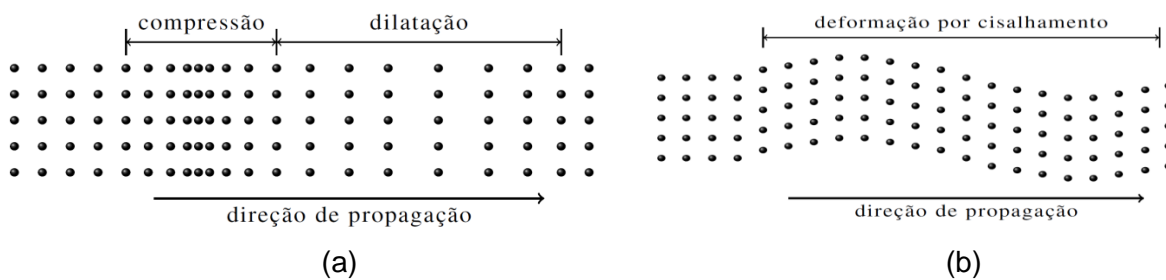 compressão dilatação
direção de propagação
(a)
deformação por cisalhamento
direção de propagação
(b)